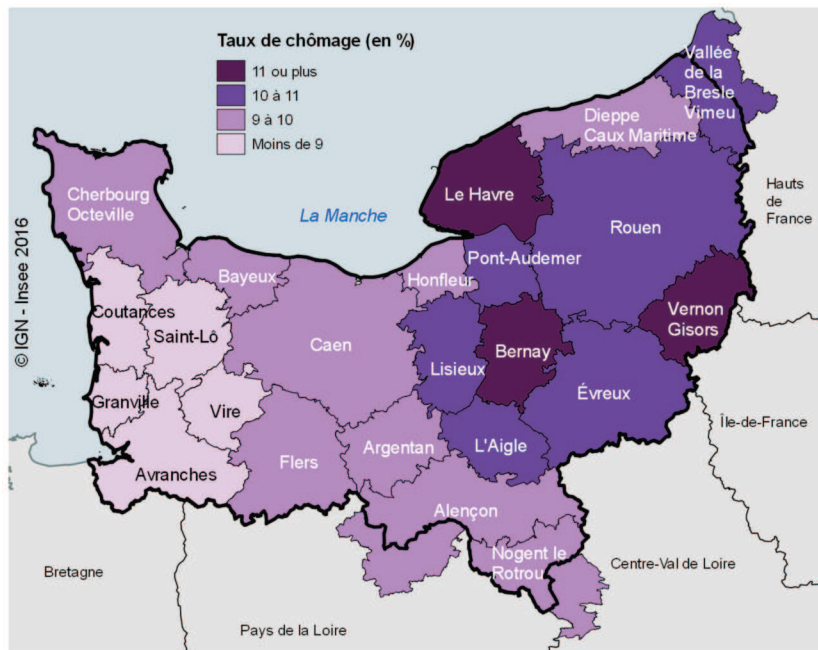 Taux de chômage (en %)
11 ou plus
10 à 11
9 à 10
Moins de 9
Vallée
de la
Bresle
Vimeu
Dieppe
Caux Maritime
Cherbourg
Octeville
La Manche
Le Havre
Hauts
de
France
Rouen
© IGN - Insee 2016
Bayeux
Honfleur
Pont-Audemer
Coutances
Saint-Lô
Caen
Vernon
Gisors
Lisieux
Bernay
Granville
Vire
Évreux
Île-de-France
Argentan
L'Aigle
Avranches
Flers
Alençon
Nogent le
Rotrou
Bretagne
Centre-Val de Loire
Pays de la Loire